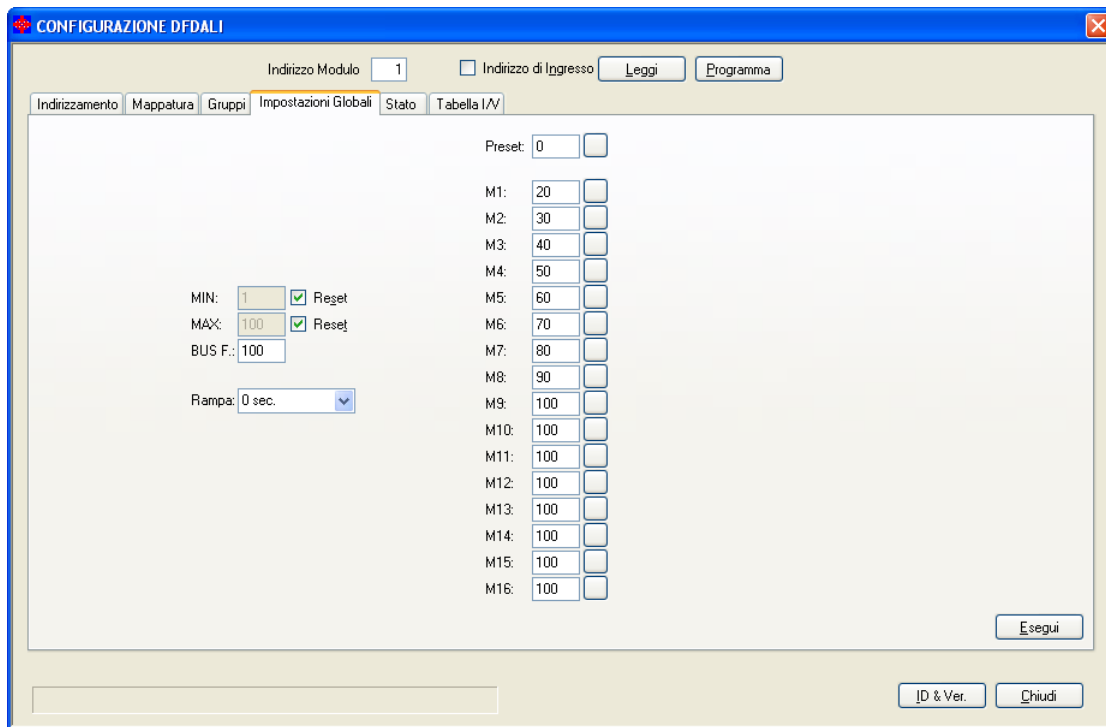 CONFIGURAZIONE DFDALI
Indirizzo Modulo 1 Indirizzo di Ingresso Leggi Programma
Indirizzamento Mappatura Gruppi Impostazioni Globali Stato Tabella I/V
Preset: 0
M1: 20
M2: 30
M3: 40
M4: 50
MIN: 1 Reset M5: 60
MAX: 100 Reset M6: 70
BUS F.: 100 M7: 80
M8: 90
Rampa: 0 sec. M9: 100
M10: 100
M11: 100
M12: 100
M13: 100
M14: 100
M15: 100
M16: 100
Esegui
ID & Ver. Chiudi